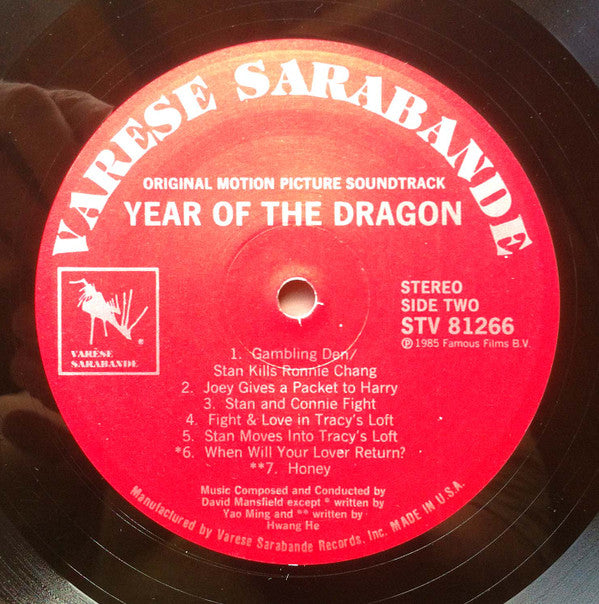 VARESE SARABANDE
ORIGINAL MOTION PICTURE SOUNDTRACK
YEAR OF THE DRAGON
VARÈSE
SARABANDE
®
STEREO
SIDE TWO
STV 81266
℗ 1985 Famous Films B.V.
1. Gambling Den/
Stan Kills Ronnie Chang
2. Joey Gives a Packet to Harry
3. Stan and Connie Fight
4. Fight & Love in Tracy's Loft
5. Stan Moves Into Tracy's Loft
*6. When Will Your Lover Return?
**7. Honey
Music Composed and Conducted by
David Mansfield except * written by
Yao Ming and ** written by
Hwang He
Manufactured by Varese Sarabande Records, Inc. MADE IN U.S.A.